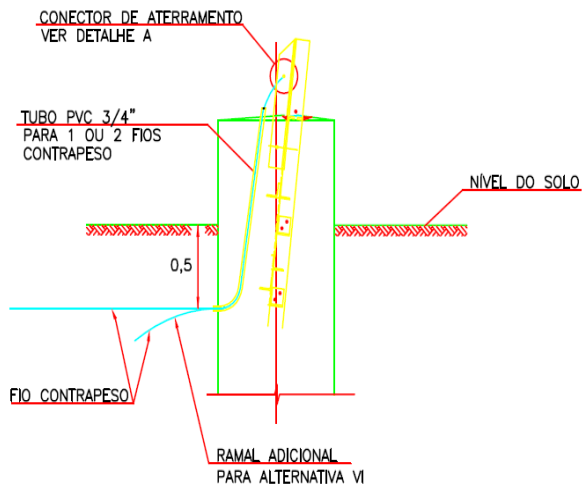 CONECTOR DE ATERRAMENTO
VER DETALHE A
TUBO PVC 3/4"
PARA 1 OU 2 FIOS
CONTRAPESO
NÍVEL DO SOLO
0,5
FIO CONTRAPESO
RAMAL ADICIONAL
PARA ALTERNATIVA VI